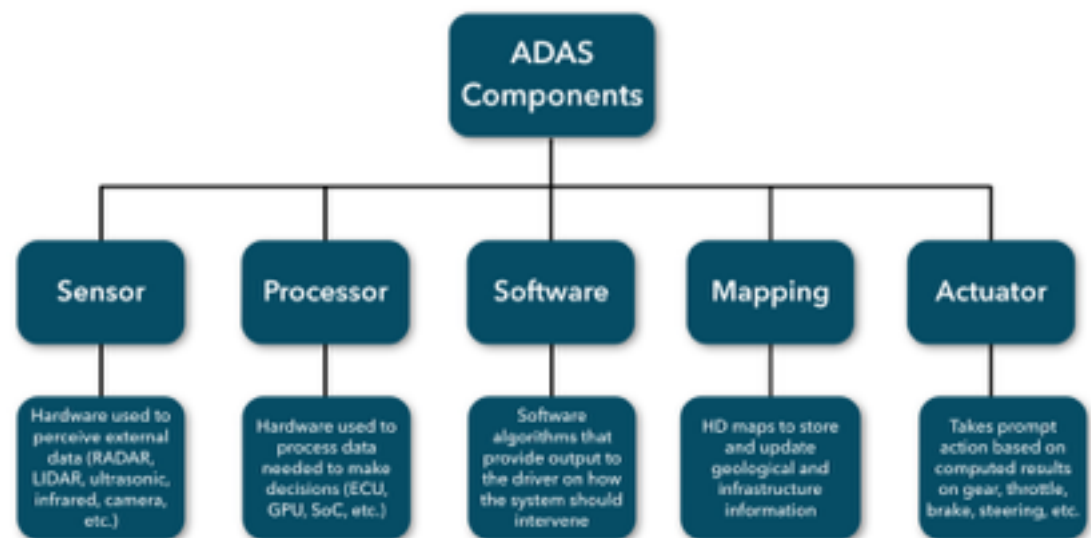 ADAS
Components
Sensor
Processor
Software
Mapping
Actuator
Hardware used to
perceive external
data (RADAR,
LIDAR, ultrasonic,
infrared, camera,
etc.)
Hardware used to
process data
needed to make
decisions (ECU,
GPU, SoC, etc.)
Software
algorithms that
provide output to
the driver on how
the system should
intervene
HD maps to store
and update
geological and
infrastructure
information
Takes prompt
action based on
computed results
on gear, throttle,
brake, steering, etc.